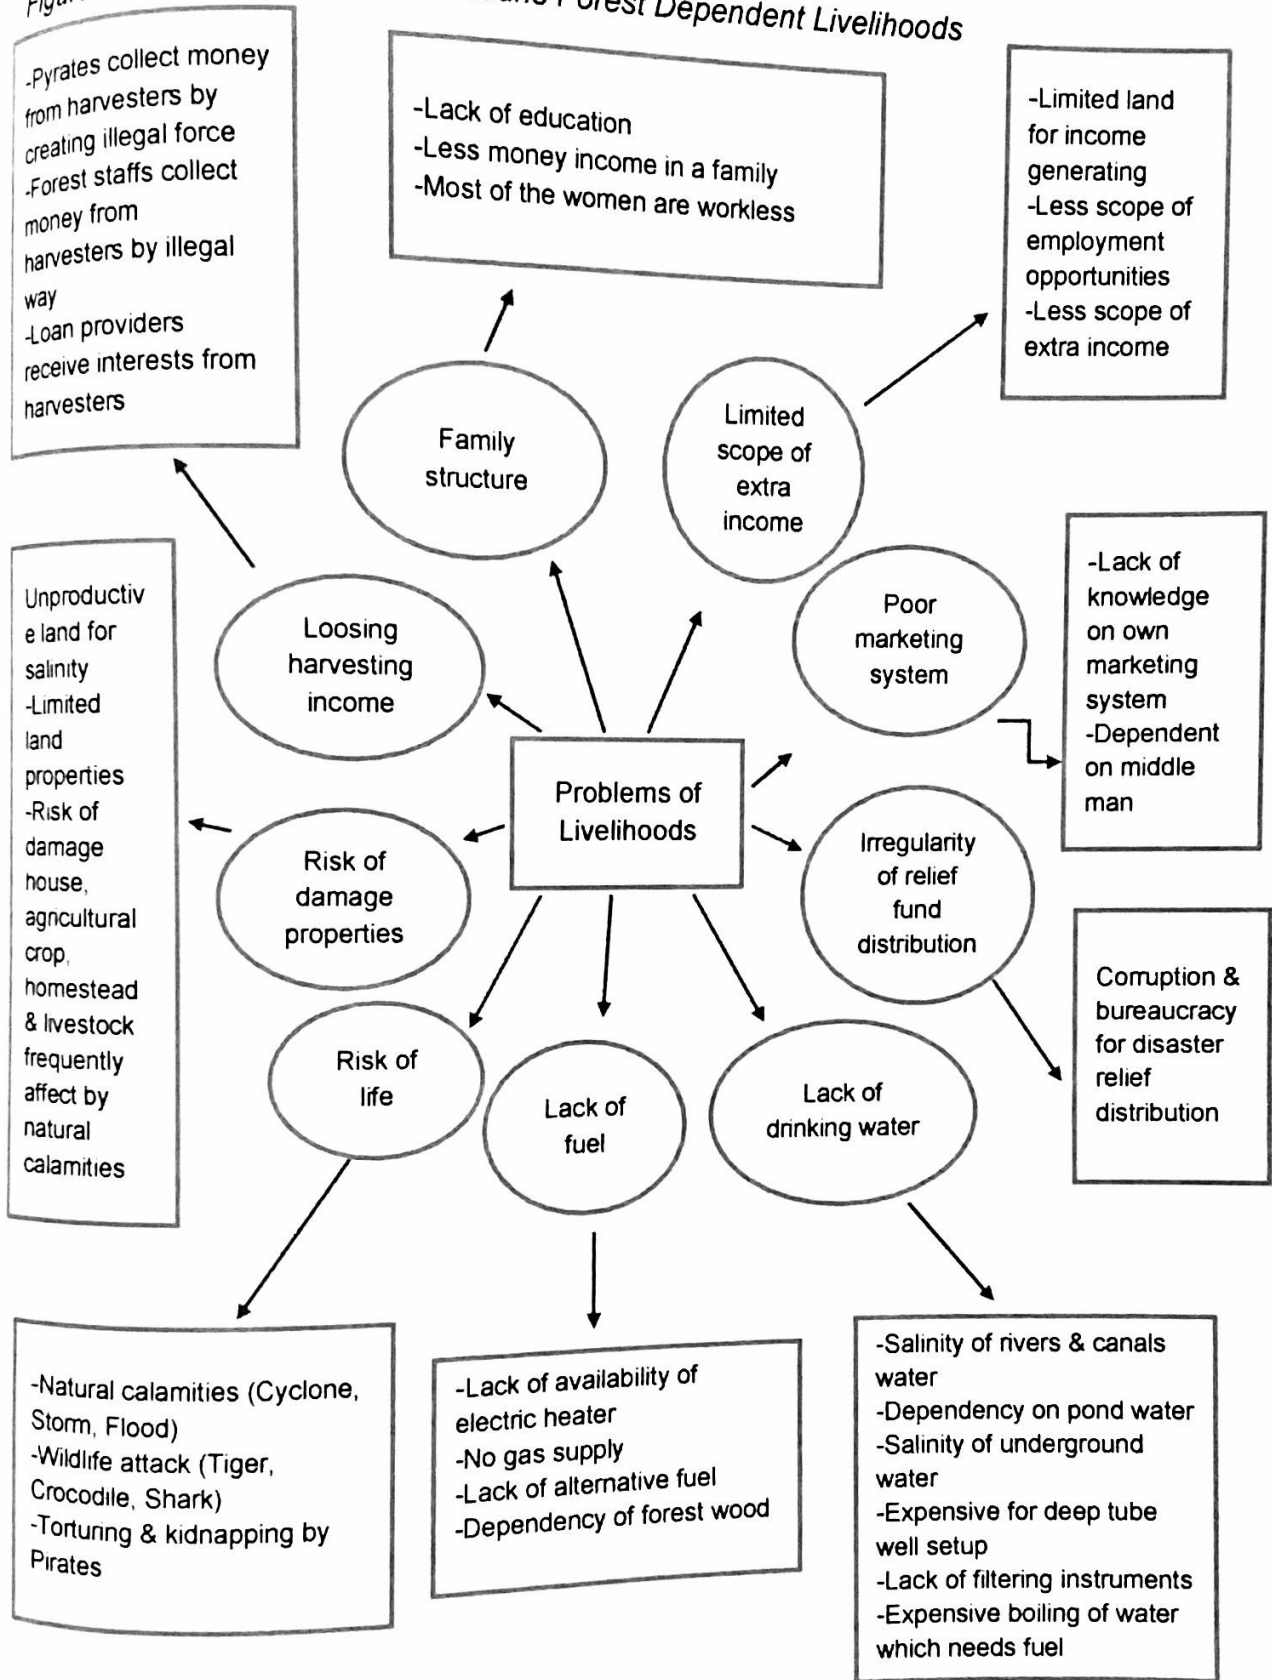 Forest Dependent Livelihoods
-Pyrates collect money
from harvesters by
creating illegal force
-Forest staffs collect
money from
harvesters by illegal
way
-Loan providers
receive interests from
harvesters
-Lack of education
-Less money income in a family
-Most of the women are workless
-Limited land
for income
generating
-Less scope of
employment
opportunities
-Less scope of
extra income
Family
structure
Limited
scope of
extra
income
Loosing
harvesting
income
Poor
marketing
system
-Lack of
knowledge
on own
marketing
system
-Dependent
on middle
man
Unproductiv
e land for
salinity
-Limited
land
properties
-Risk of
damage
house,
agricultural
crop,
homestead
& livestock
frequently
affect by
natural
calamities
Problems of
Livelihoods
Risk of
damage
properties
Irregularity
of relief
fund
distribution
Corruption &
bureaucracy
for disaster
relief
distribution
Risk of
life
Lack of
fuel
Lack of
drinking water
-Natural calamities (Cyclone,
Storm, Flood)
-Wildlife attack (Tiger,
Crocodile, Shark)
-Torturing & kidnapping by
Pirates
-Lack of availability of
electric heater
-No gas supply
-Lack of alternative fuel
-Dependency of forest wood
-Salinity of rivers & canals
water
-Dependency on pond water
-Salinity of underground
water
-Expensive for deep tube
well setup
-Lack of filtering instruments
-Expensive boiling of water
which needs fuel